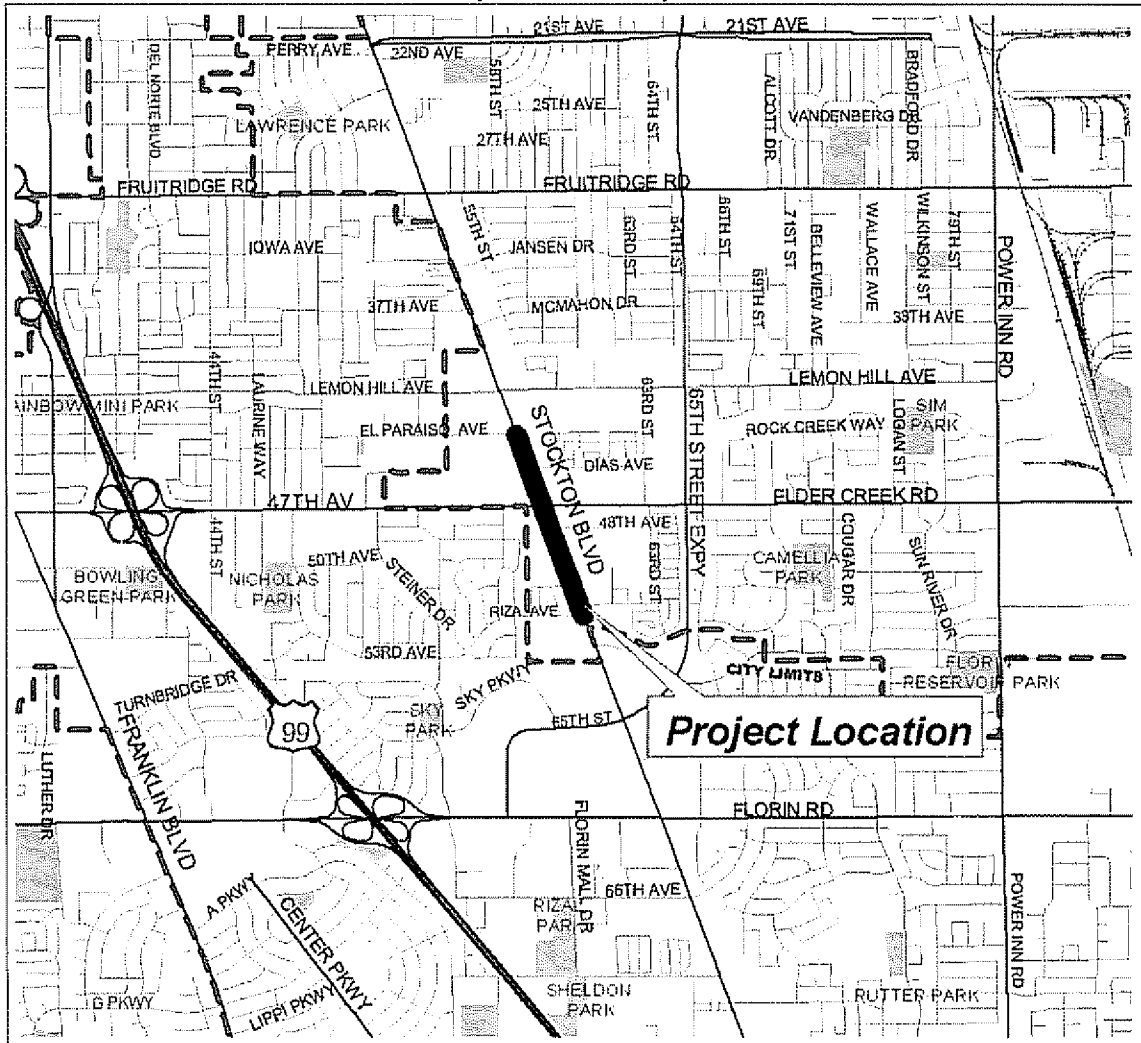 21ST AVE
21ST AVE
PERRY AVE
22ND AVE
DEL NORTE BLVD
58TH ST
64TH ST
ALCOTT DR
BRADFORD DR
25TH AVE
VANDENBERG DR
LAWRENCE PARK
27TH AVE
FRUITRIDGE RD
FRUITRIDGE RD
55TH ST
IOWA AVE
JANSEN DR
63RD ST
64TH ST
66TH ST
71ST ST
BELLEVIEW AVE
WALLACE AVE
WILKINSON ST
75TH ST
POWER INN RD
69TH ST
37TH AVE
MCMAHON DR
38TH AVE
44TH ST
LAURINE WAY
LEMON HILL AVE
LEMON HILL AVE
AINBOW MINI PARK
EL PARAISO AVE
STOCKTON BLVD
63RD ST
65TH STREET EXPY
ROCK CREEK WAY
LOGAN ST
SIM
PARK
DIAS AVE
47TH AV
ELDER CREEK RD
48TH AVE
44TH ST
50TH AVE
STEINER DR
63RD ST
CAMELLIA
PARK
COUGAR DR
SUN RIVER DR
BOWLING
GREEN PARK
NICHOLAS
PARK
RIZA AVE
53RD AVE
SKY PKWY
CITY LIMITS
FLOR
RESERVOIR PARK
TURNBRIDGE DR
SKY
PARK
65TH ST
Project Location
99
LUTHER DR
FRANKLIN BLVD
FLORIN RD
FLORIN MALL DR
66TH AVE
A PKWY
CENTER PKWY
RIZA
PARK
POWER INN RD
G PKWY
LIPPI PKWY
SHELDON
PARK
RUTTER PARK